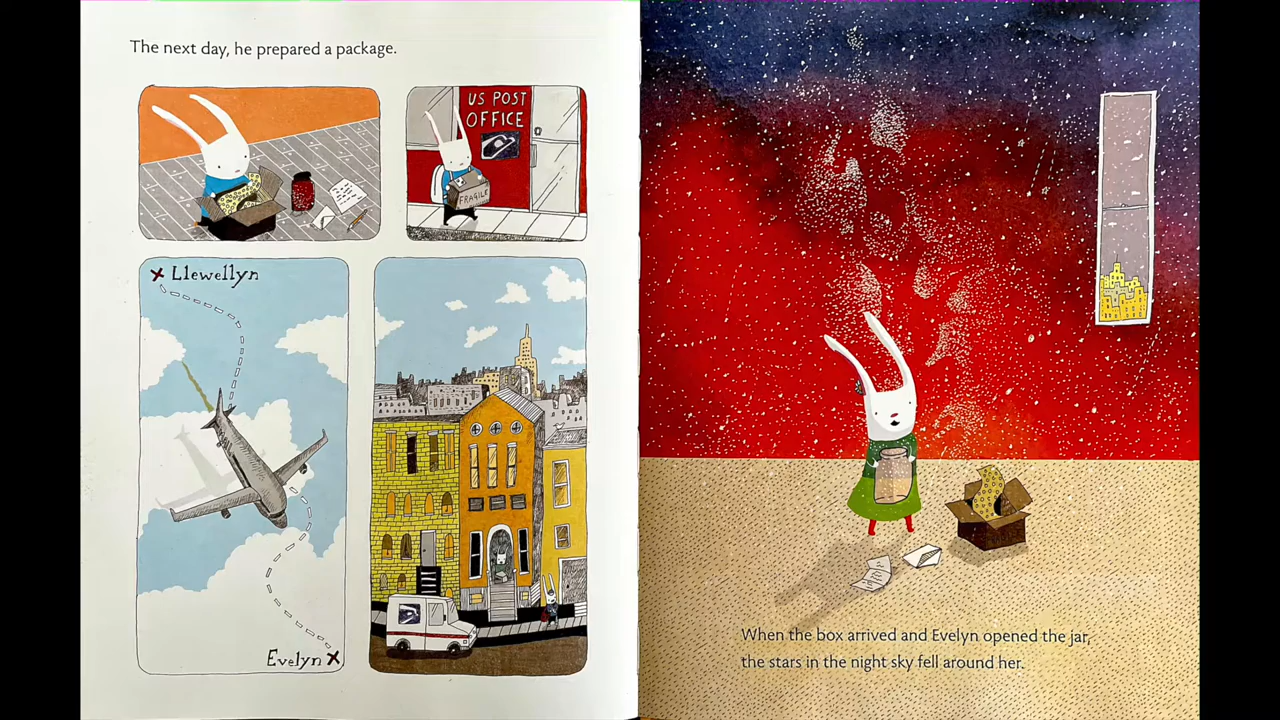 The next day, he prepared a package.
US POST
OFFICE
FRAGILE
Llewellyn
Evelyn
When the box arrived and Evelyn opened the jar,
the stars in the night sky fell around her.